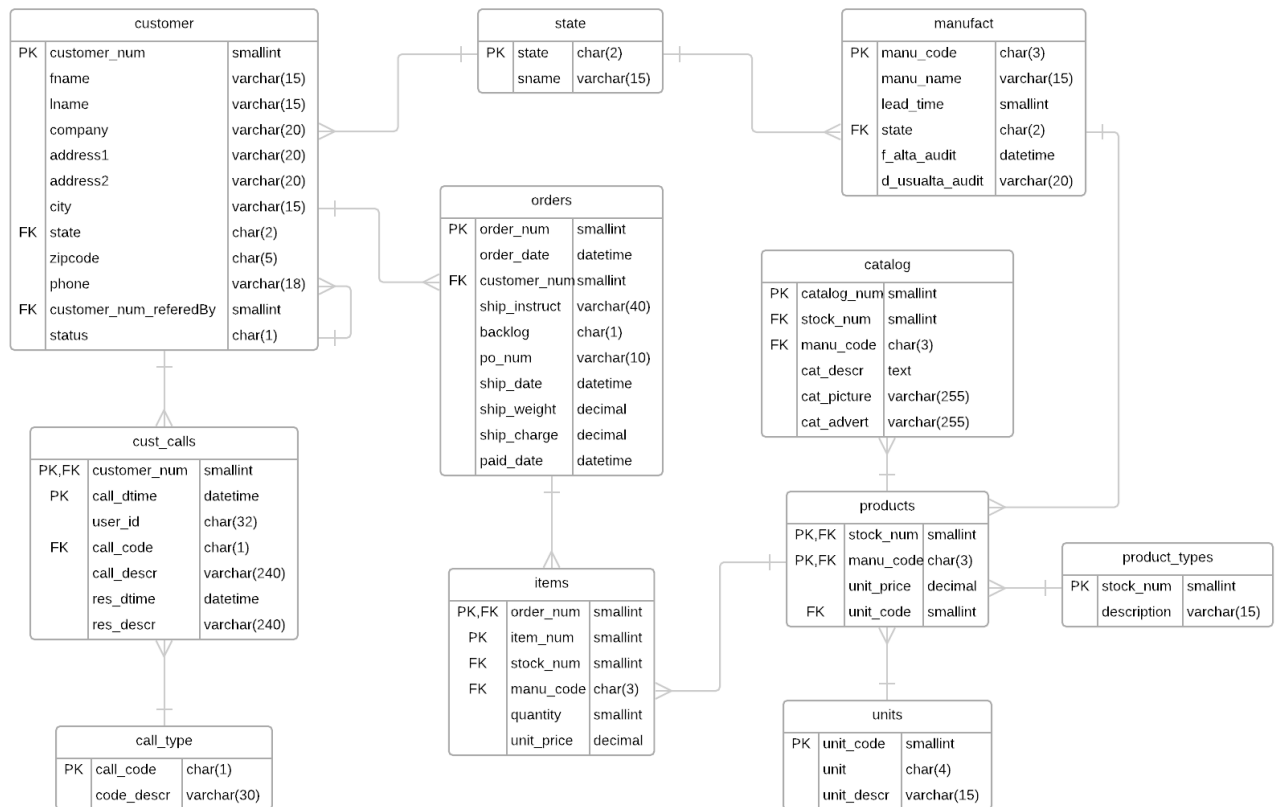 customer
PK customer_num smallint
fname varchar(15)
lname varchar(15)
company varchar(20)
address1 varchar(20)
address2 varchar(20)
city varchar(15)
FK state char(2)
zipcode char(5)
phone varchar(18)
FK customer_num_referedBy smallint
status char(1)
state
PK state char(2)
sname varchar(15)
manufact
PK manu_code char(3)
manu_name varchar(15)
lead_time smallint
FK state char(2)
f_alta_audit datetime
d_usualta_audit varchar(20)
orders
PK order_num smallint
order_date datetime
FK customer_num smallint
ship_instruct varchar(40)
backlog char(1)
po_num varchar(10)
ship_date datetime
ship_weight decimal
ship_charge decimal
paid_date datetime
catalog
PK catalog_num smallint
FK stock_num smallint
FK manu_code char(3)
cat_descr text
cat_picture varchar(255)
cat_advert varchar(255)
cust_calls
PK,FK customer_num smallint
PK call_dtime datetime
user_id char(32)
FK call_code char(1)
call_descr varchar(240)
res_dtime datetime
res_descr varchar(240)
items
PK,FK order_num smallint
PK item_num smallint
FK stock_num smallint
FK manu_code char(3)
quantity smallint
unit_price decimal
products
PK,FK stock_num smallint
PK,FK manu_code char(3)
unit_price decimal
FK unit_code smallint
product_types
PK stock_num smallint
description varchar(15)
call_type
PK call_code char(1)
code_descr varchar(30)
units
PK unit_code smallint
unit char(4)
unit_descr varchar(15)